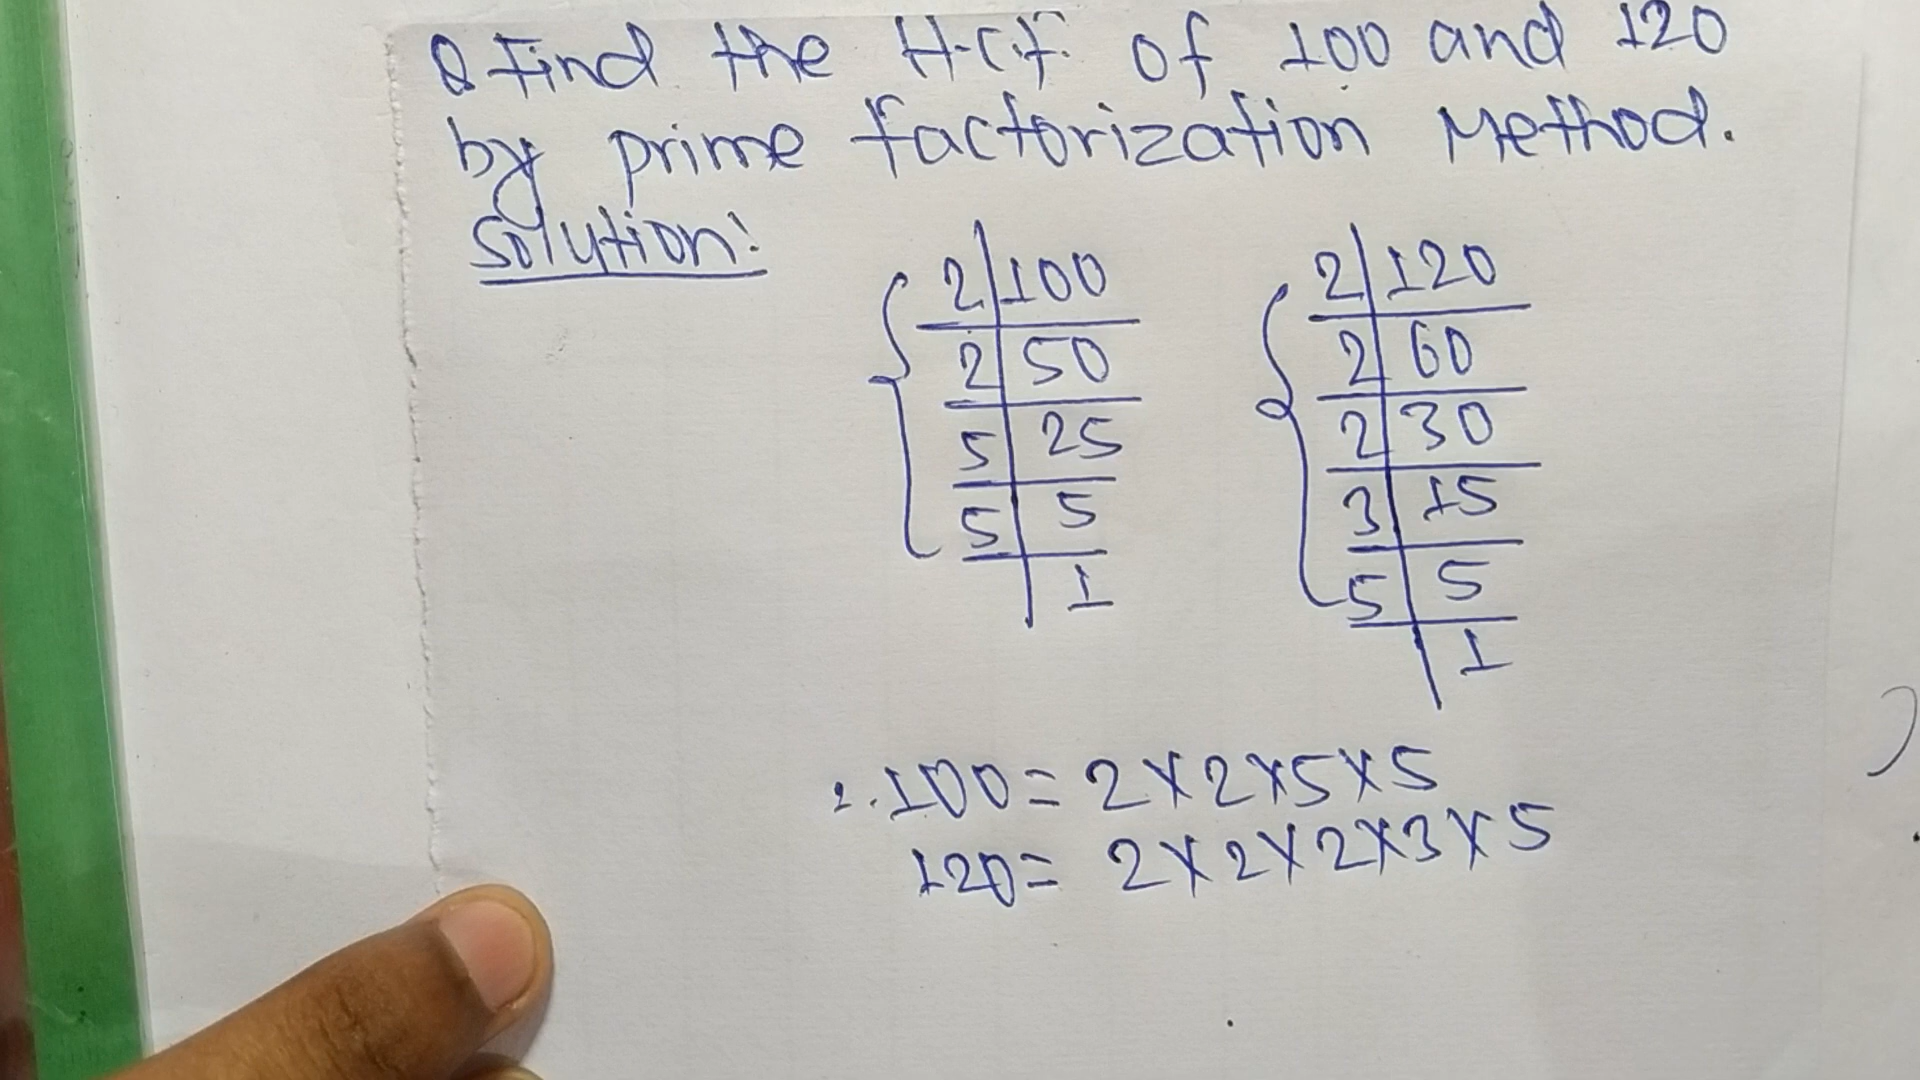 Q Find the H.C.F. of 100 and 120
by prime factorization Method.
Solution:
2 100
2 50
5 25
5 5
1
2 120
2 60
2 30
3 15
5 5
1
∴ 100 = 2×2×5×5
120 = 2×2×2×3×5